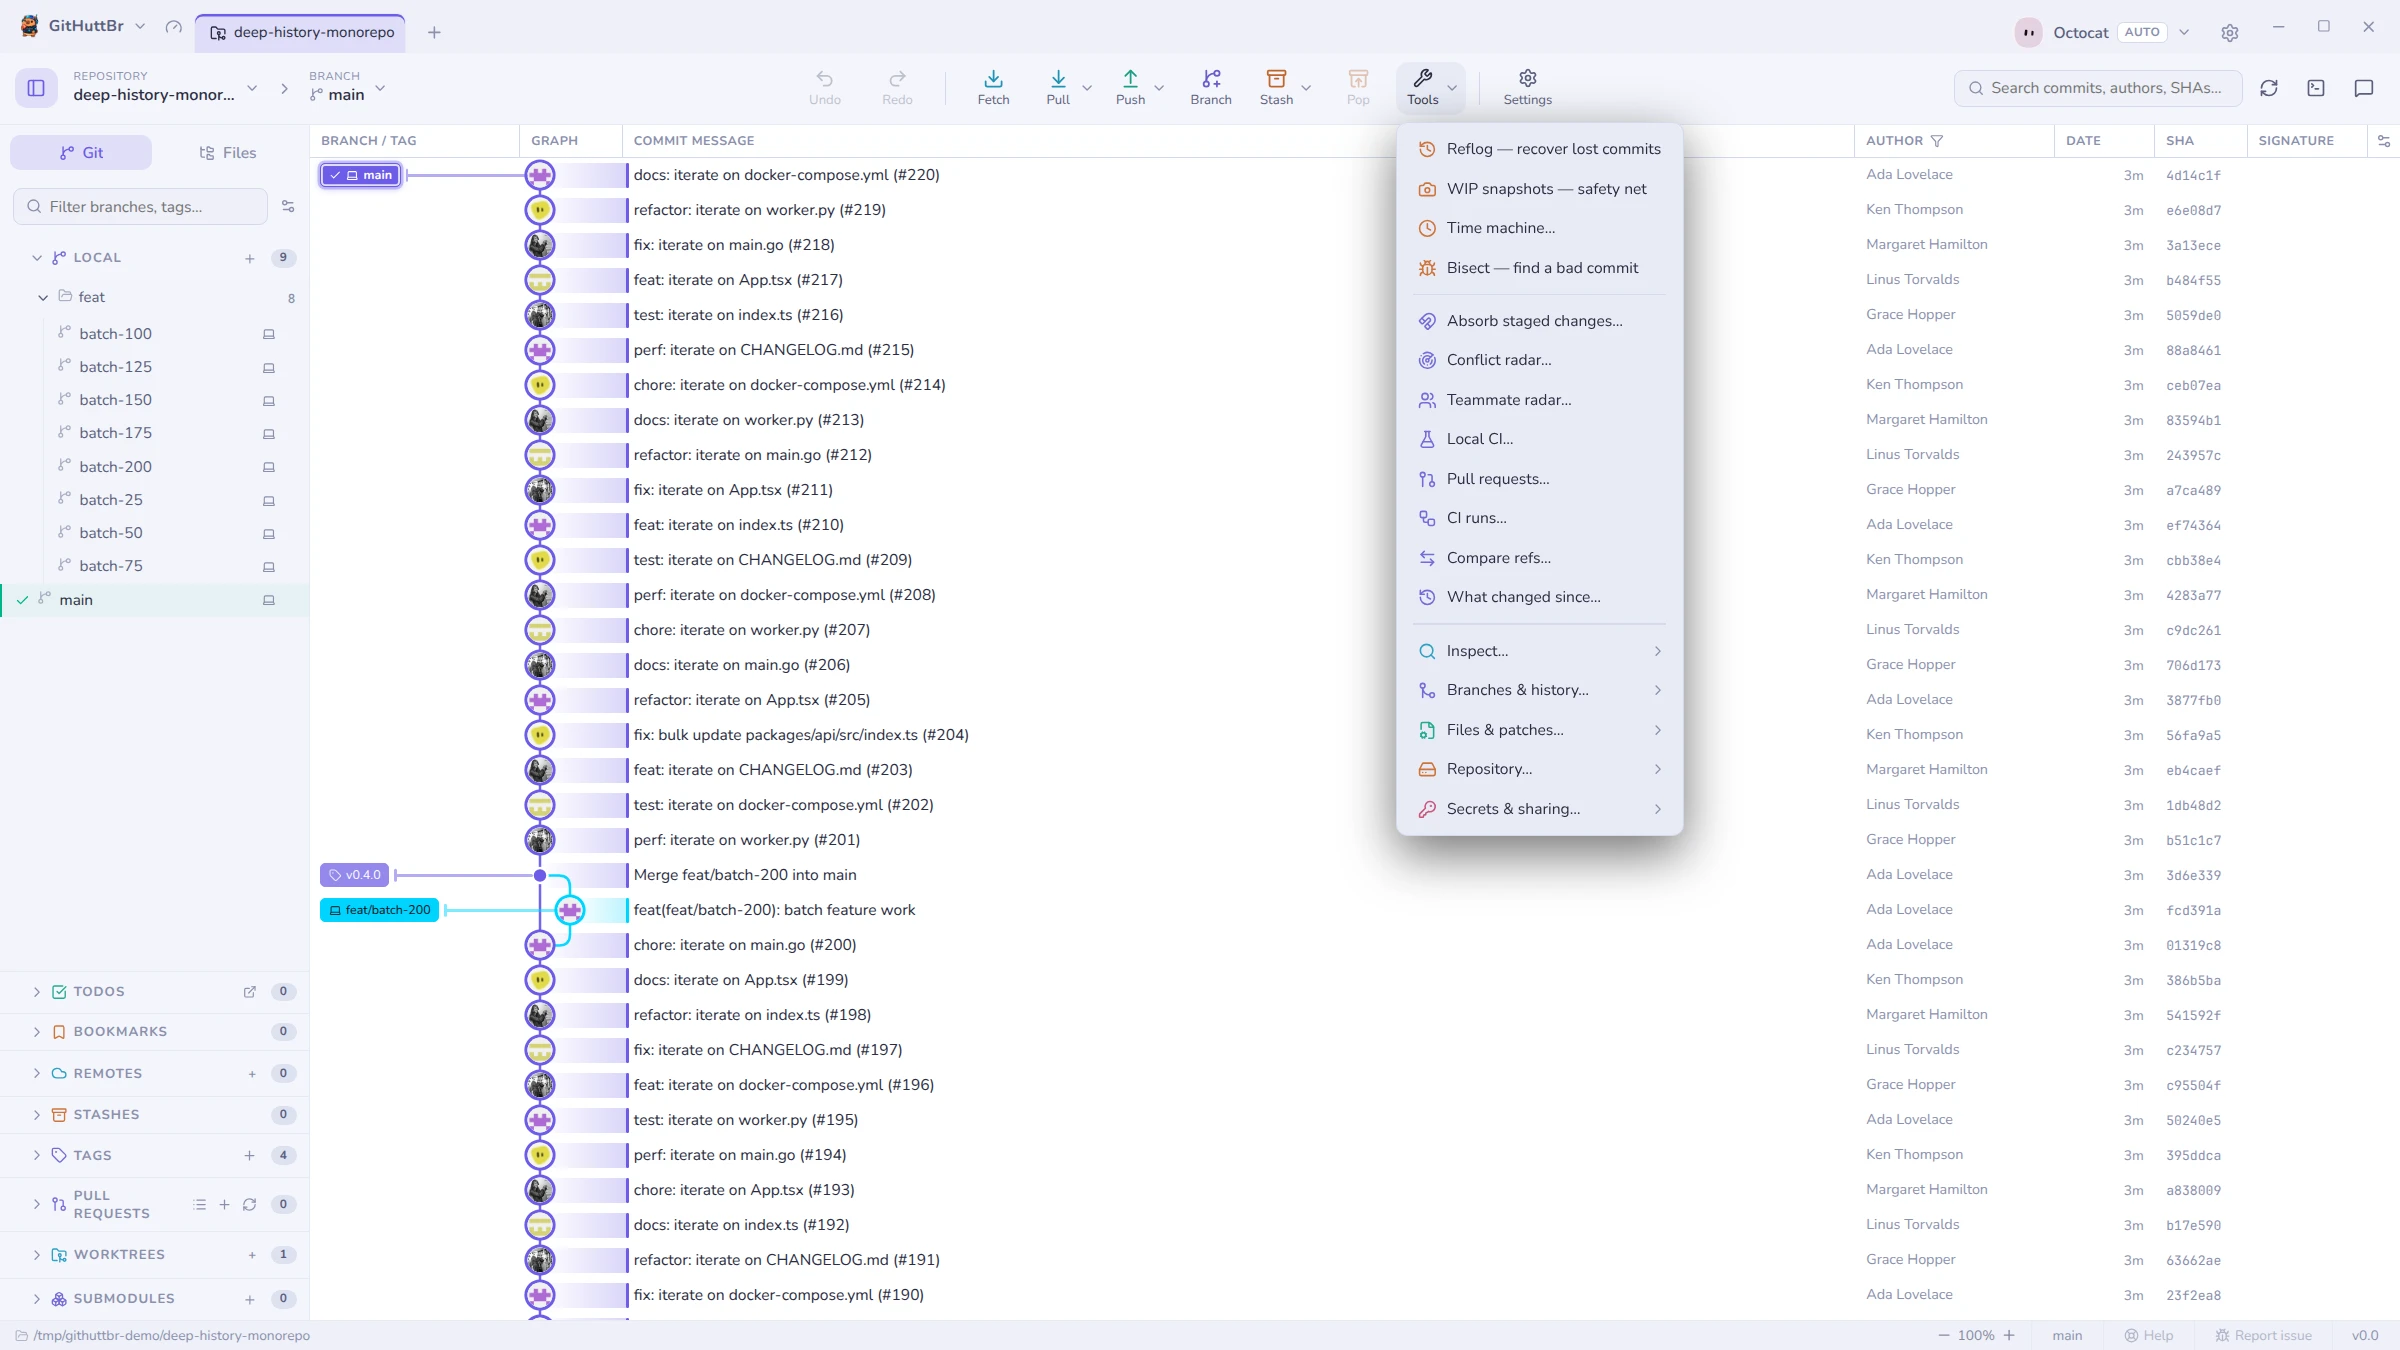 GitHuttBr
deep-history-monorepo
Octocat AUTO
REPOSITORY
deep-history-monor...
BRANCH
main
Undo
Redo
Fetch
Pull
Push
Branch
Stash
Pop
Tools
Settings
Search commits, authors, SHAs...
Git
Files
Filter branches, tags...
LOCAL 9
feat 8
batch-100
batch-125
batch-150
batch-175
batch-200
batch-25
batch-50
batch-75
main
TODOS 0
BOOKMARKS 0
REMOTES 0
STASHES 0
TAGS 4
PULL REQUESTS 0
WORKTREES 1
SUBMODULES 0
BRANCH / TAG GRAPH COMMIT MESSAGE AUTHOR DATE SHA SIGNATURE
main docs: iterate on docker-compose.yml (#220) Ada Lovelace 3m 4d14c1f
refactor: iterate on worker.py (#219) Ken Thompson 3m e6e08d7
fix: iterate on main.go (#218) Margaret Hamilton 3m 3a13ece
feat: iterate on App.tsx (#217) Linus Torvalds 3m b484f55
test: iterate on index.ts (#216) Grace Hopper 3m 5059de0
perf: iterate on CHANGELOG.md (#215) Ada Lovelace 3m 88a8461
chore: iterate on docker-compose.yml (#214) Ken Thompson 3m ceb07ea
docs: iterate on worker.py (#213) Margaret Hamilton 3m 83594b1
refactor: iterate on main.go (#212) Linus Torvalds 3m 243957c
fix: iterate on App.tsx (#211) Grace Hopper 3m a7ca489
feat: iterate on index.ts (#210) Ada Lovelace 3m ef74364
test: iterate on CHANGELOG.md (#209) Ken Thompson 3m cbb38e4
perf: iterate on docker-compose.yml (#208) Margaret Hamilton 3m 4283a77
chore: iterate on worker.py (#207) Linus Torvalds 3m c9dc261
docs: iterate on main.go (#206) Grace Hopper 3m 706d173
refactor: iterate on App.tsx (#205) Ada Lovelace 3m 3877fb0
fix: bulk update packages/api/src/index.ts (#204) Ken Thompson 3m 56fa9a5
feat: iterate on CHANGELOG.md (#203) Margaret Hamilton 3m eb4caef
test: iterate on docker-compose.yml (#202) Linus Torvalds 3m 1db48d2
perf: iterate on worker.py (#201) Grace Hopper 3m b51c1c7
v0.4.0 Merge feat/batch-200 into main Ada Lovelace 3m 3d6e339
feat/batch-200 feat(feat/batch-200): batch feature work Ada Lovelace 3m fcd391a
chore: iterate on main.go (#200) Ada Lovelace 3m 01319c8
docs: iterate on App.tsx (#199) Ken Thompson 3m 386b5ba
refactor: iterate on index.ts (#198) Margaret Hamilton 3m 541592f
fix: iterate on CHANGELOG.md (#197) Linus Torvalds 3m c234757
feat: iterate on docker-compose.yml (#196) Grace Hopper 3m c95504f
test: iterate on worker.py (#195) Ada Lovelace 3m 50240e5
perf: iterate on main.go (#194) Ken Thompson 3m 395ddca
chore: iterate on App.tsx (#193) Margaret Hamilton 3m a838009
docs: iterate on index.ts (#192) Linus Torvalds 3m b17e590
refactor: iterate on CHANGELOG.md (#191) Grace Hopper 3m 63662ae
fix: iterate on docker-compose.yml (#190) Ada Lovelace 3m 23f2ea8
Reflog — recover lost commits
WIP snapshots — safety net
Time machine...
Bisect — find a bad commit
Absorb staged changes...
Conflict radar...
Teammate radar...
Local CI...
Pull requests...
CI runs...
Compare refs...
What changed since...
Inspect...
Branches & history...
Files & patches...
Repository...
Secrets & sharing...
/tmp/githuttbr-demo/deep-history-monorepo
100%
main
Help
Report issue
v0.0